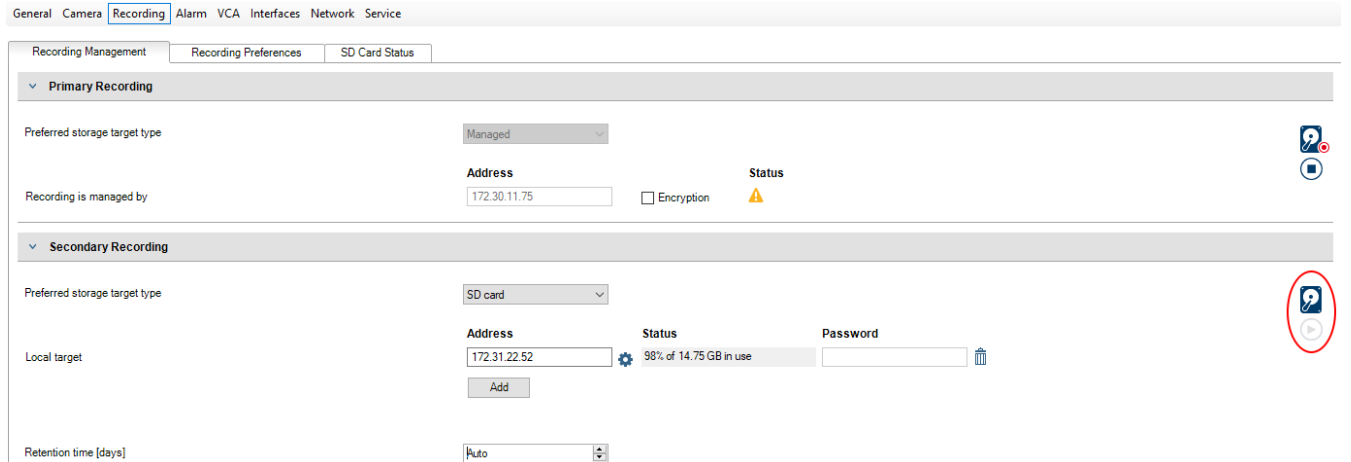 General Camera Recording Alarm VCA Interfaces Network Service
Recording Management Recording Preferences SD Card Status
Primary Recording
Preferred storage target type Managed
Address Status
Recording is managed by 172.30.11.75 Encryption
Secondary Recording
Preferred storage target type SD card
Address Status Password
Local target 172.31.22.52 98% of 14.75 GB in use
Add
Retention time [days] Auto